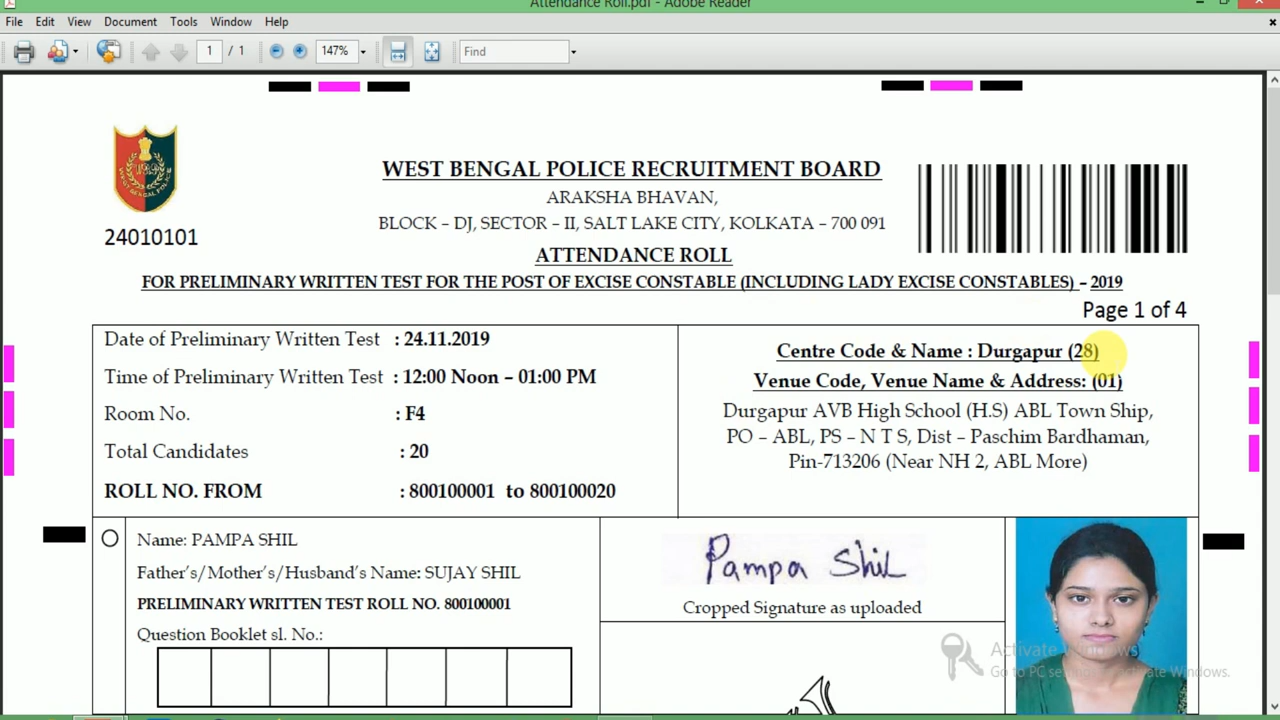 Attendance Roll.pdf - Adobe Reader
File Edit View Document Tools Window Help
1 / 1 147% Find
WEST BENGAL POLICE RECRUITMENT BOARD
ARAKSHA BHAVAN,
BLOCK – DJ, SECTOR – II, SALT LAKE CITY, KOLKATA – 700 091
24010101
ATTENDANCE ROLL
FOR PRELIMINARY WRITTEN TEST FOR THE POST OF EXCISE CONSTABLE (INCLUDING LADY EXCISE CONSTABLES) – 2019
Page 1 of 4
Date of Preliminary Written Test : 24.11.2019
Time of Preliminary Written Test : 12:00 Noon – 01:00 PM
Room No. : F4
Total Candidates : 20
ROLL NO. FROM : 800100001 to 800100020
Centre Code & Name : Durgapur (28)
Venue Code, Venue Name & Address: (01)
Durgapur AVB High School (H.S) ABL Town Ship,
PO – ABL, PS – N T S, Dist – Paschim Bardhaman,
Pin-713206 (Near NH 2, ABL More)
Name: PAMPA SHIL
Father's/Mother's/Husband's Name: SUJAY SHIL
PRELIMINARY WRITTEN TEST ROLL NO. 800100001
Question Booklet sl. No.:
Pampa Shil
Cropped Signature as uploaded
Activate Windows
Go to PC settings to activate Windows.